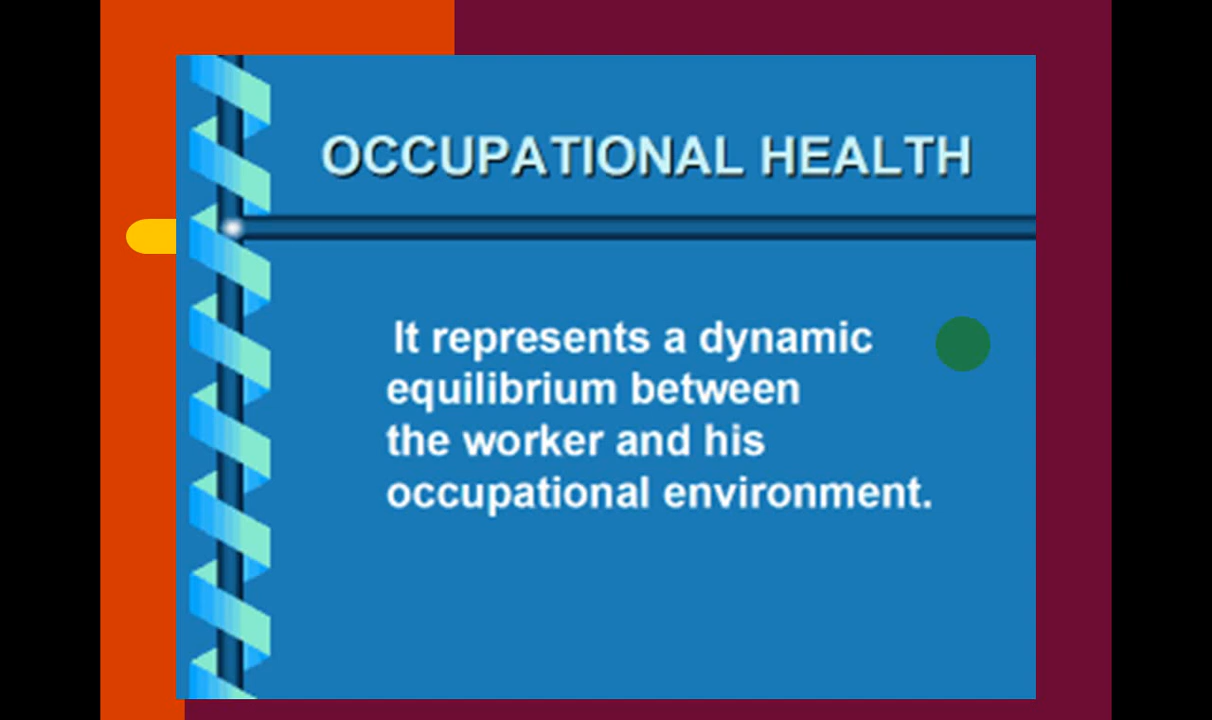 OCCUPATIONAL HEALTH
It represents a dynamic
equilibrium between
the worker and his
occupational environment.